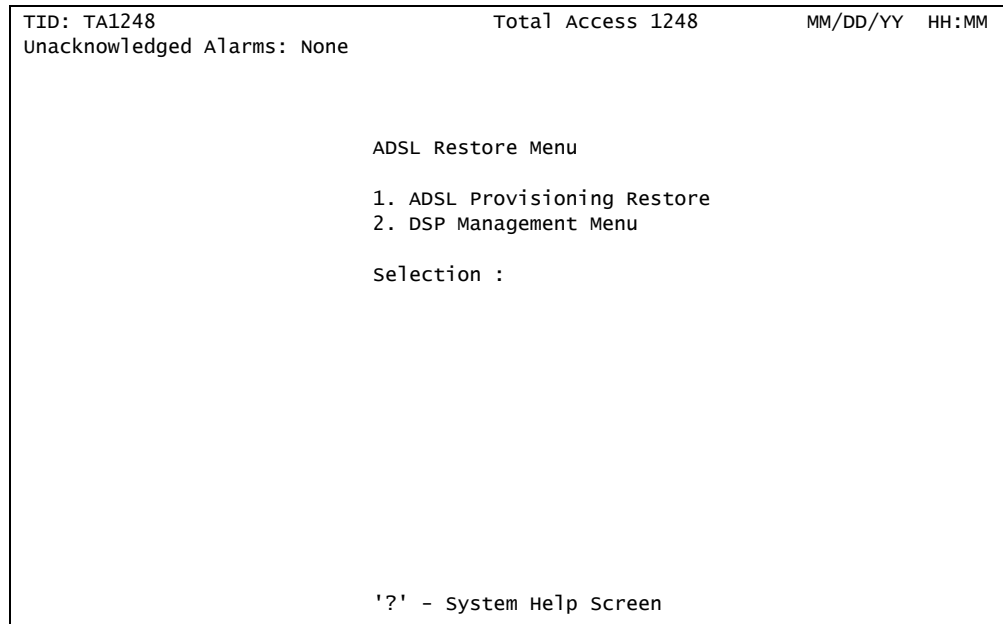 TID: TA1248 Total Access 1248 MM/DD/YY HH:MM
Unacknowledged Alarms: None
ADSL Restore Menu
1. ADSL Provisioning Restore
2. DSP Management Menu
Selection :
'?' - System Help Screen